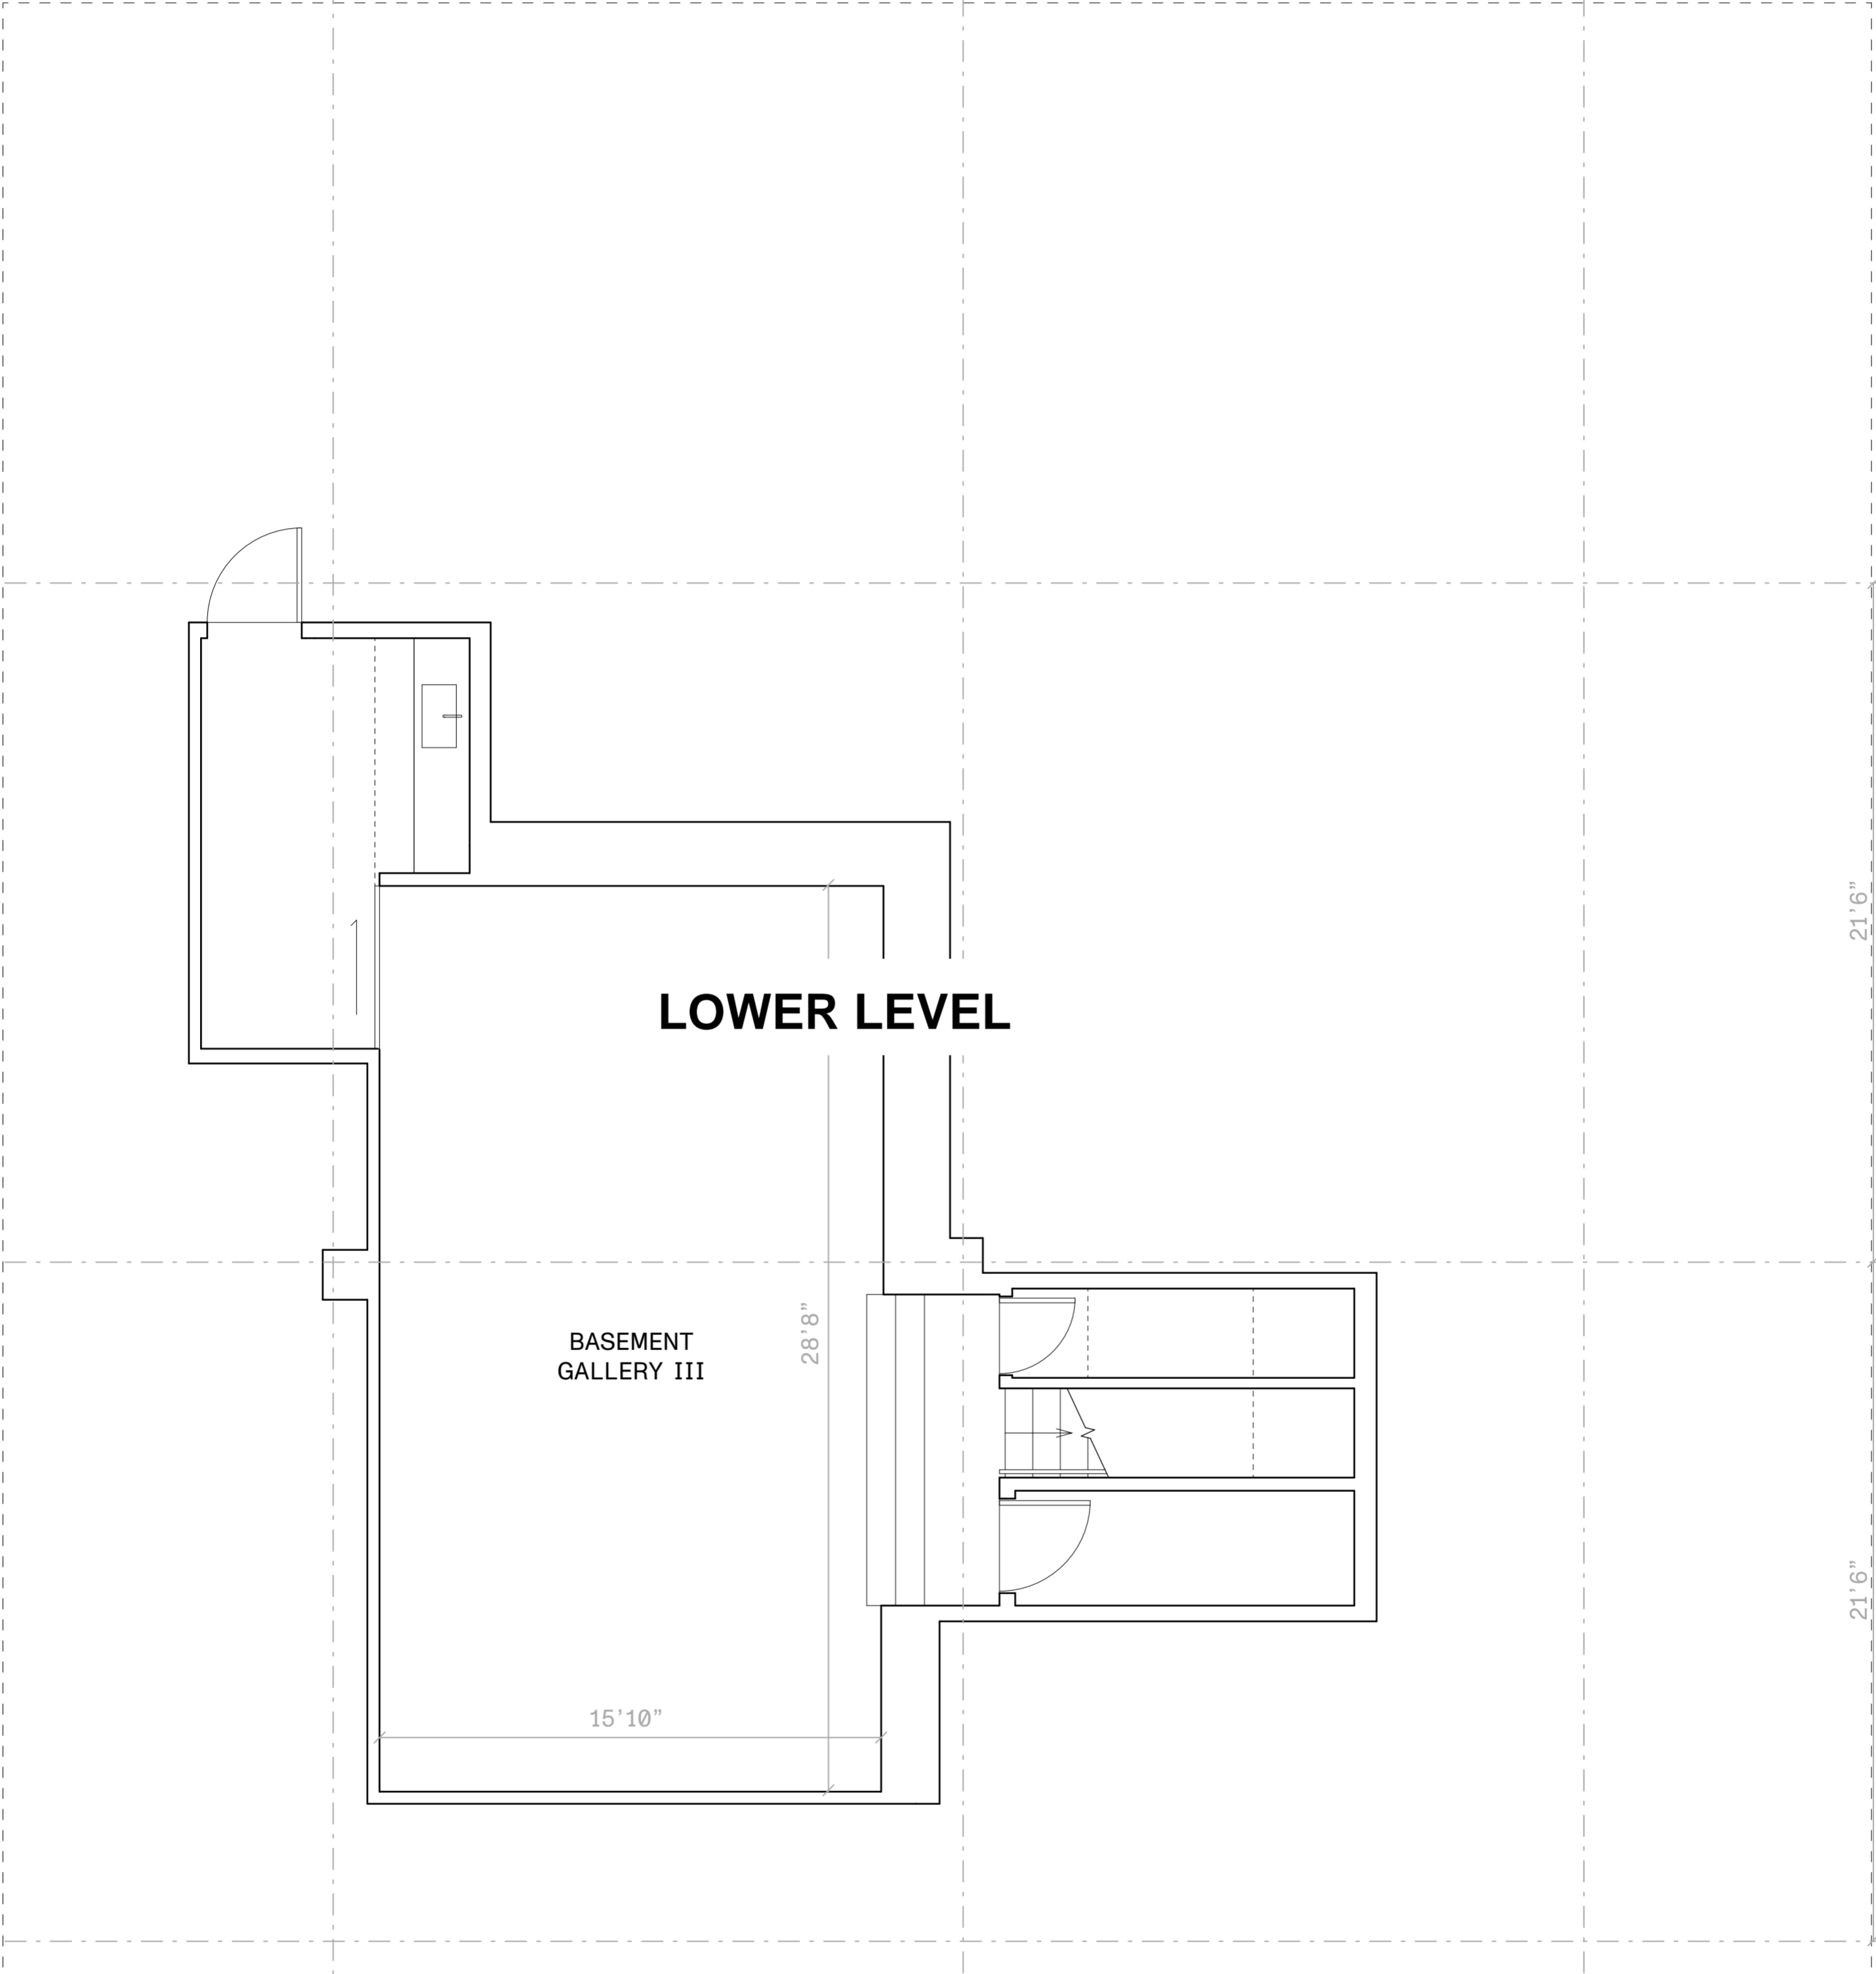 21'6”
LOWER LEVEL
28'8”
BASEMENT
GALLERY III
21'6”
15'10”